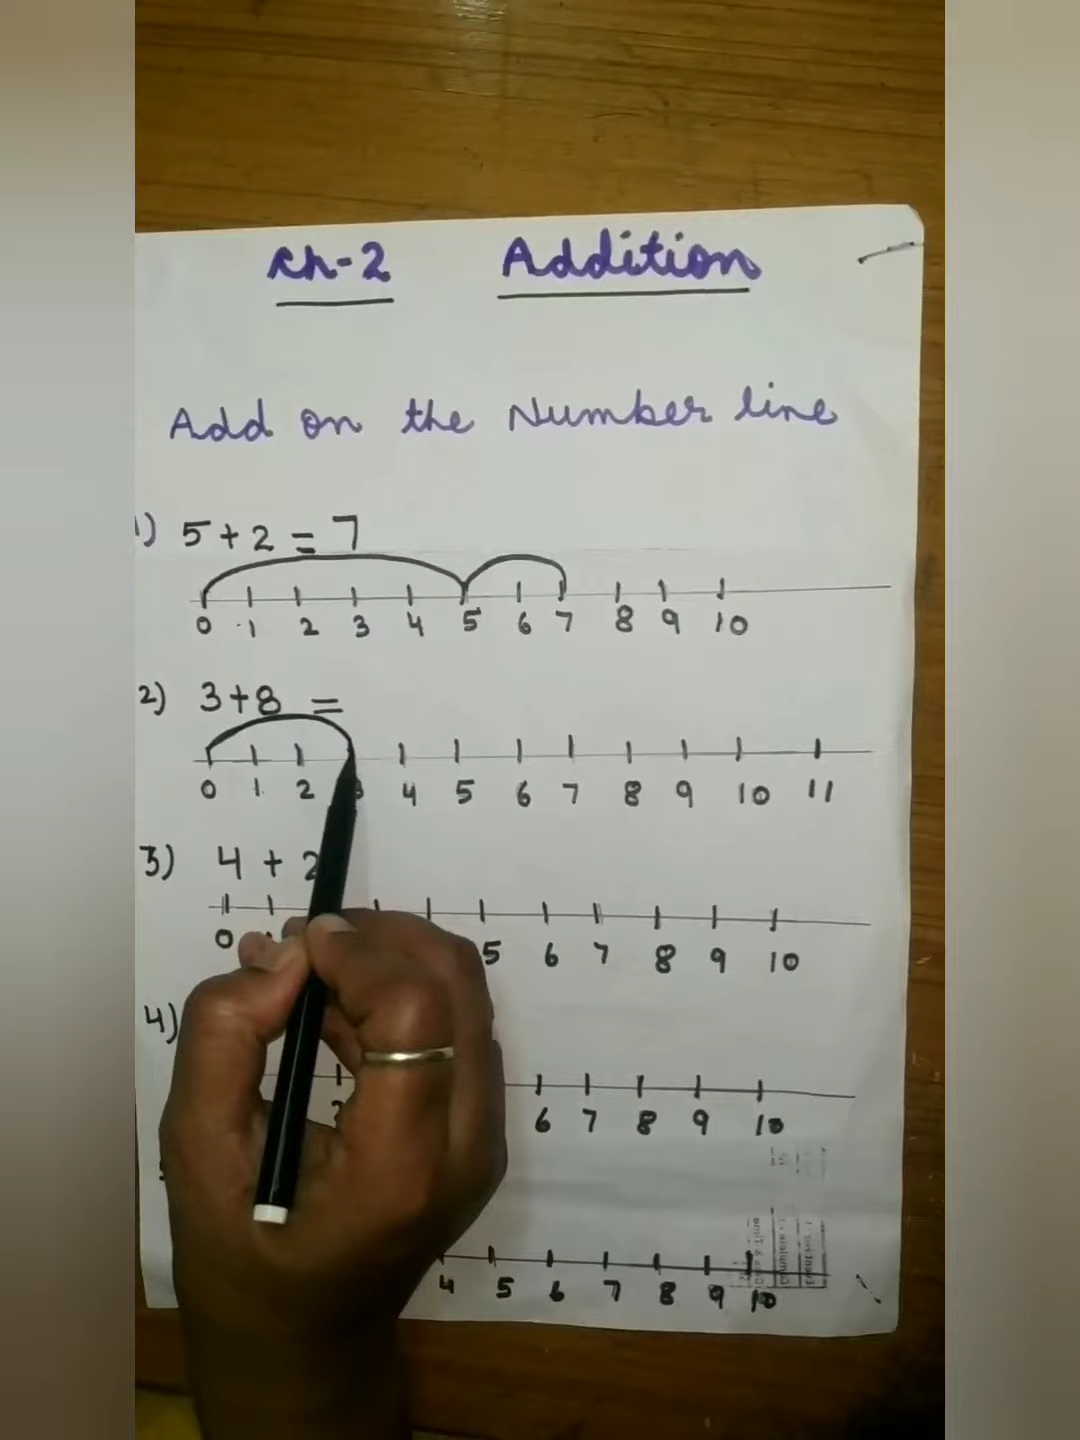 Ch-2 Addition
Add on the Number line
1) 5+2 = 7
0 1 2 3 4 5 6 7 8 9 10
2) 3+8 =
0 1 2 3 4 5 6 7 8 9 10 11
3) 4 + 2
0 5 6 7 8 9 10
4)
6 7 8 9 10
4 5 6 7 8 9 10